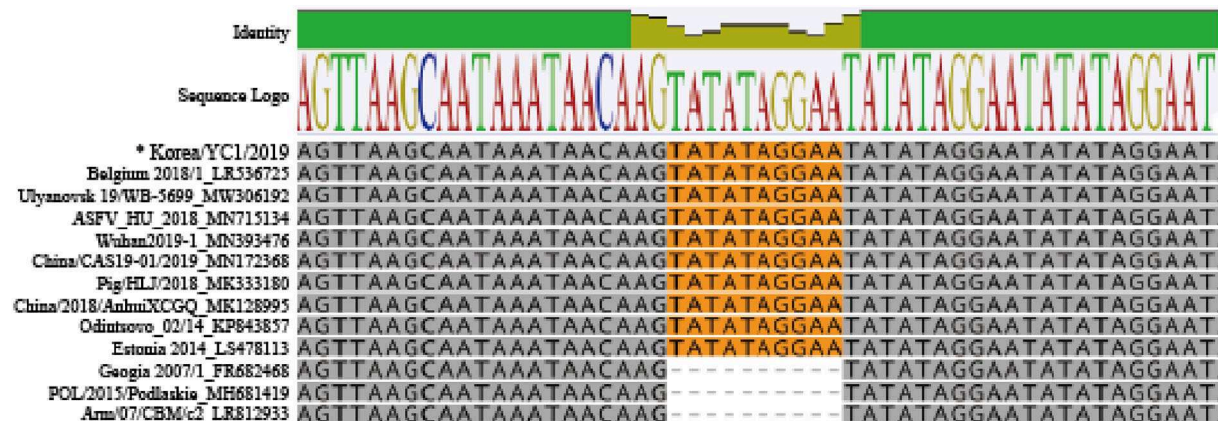 Identity
Sequence Logo AGTTAAGCAATAAATAACAAGTATATAGGAATATATAGGAATATATAGGAAT
* Korea/YC1/2019 AGTTAAGCAATAAATAACAAGTATATAGGAATATATAGGAATATATAGGAAT
Belgium 2018/1_LR536725 AGTTAAGCAATAAATAACAAGTATATAGGAATATATAGGAATATATAGGAAT
Ulyanovsk 19/WB-5699_MW306192 AGTTAAGCAATAAATAACAAGTATATAGGAATATATAGGAATATATAGGAAT
ASFV_HU_2018_MN715134 AGTTAAGCAATAAATAACAAGTATATAGGAATATATAGGAATATATAGGAAT
Wuhan2019-1_MN393476 AGTTAAGCAATAAATAACAAGTATATAGGAATATATAGGAATATATAGGAAT
China/CAS19-01/2019_MN172368 AGTTAAGCAATAAATAACAAGTATATAGGAATATATAGGAATATATAGGAAT
Pig/HLJ/2018_MK333180 AGTTAAGCAATAAATAACAAGTATATAGGAATATATAGGAATATATAGGAAT
China/2018/AnhuiXCGQ_MK128995 AGTTAAGCAATAAATAACAAGTATATAGGAATATATAGGAATATATAGGAAT
Odintsovo_02/14_KP843857 AGTTAAGCAATAAATAACAAGTATATAGGAATATATAGGAATATATAGGAAT
Estonia 2014_LS478113 AGTTAAGCAATAAATAACAAGTATATAGGAATATATAGGAATATATAGGAAT
Geogia 2007/1_FR682468 AGTTAAGCAATAAATAACAAG----------TATATAGGAATATATAGGAAT
POL/2015/Podlaskie_MH681419 AGTTAAGCAATAAATAACAAG----------TATATAGGAATATATAGGAAT
Arm/07/CBM/c2_LR812933 AGTTAAGCAATAAATAACAAG----------TATATAGGAATATATAGGAAT